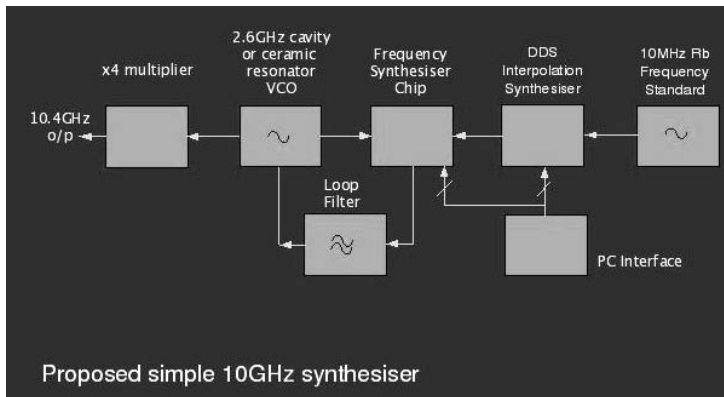 x4 multiplier
2.6GHz cavity
or ceramic
resonator
VCO
Frequency
Synthesiser
Chip
DDS
Interpolation
Synthesiser
10MHz Rb
Frequency
Standard
10.4GHz
o/p
Loop
Filter
PC Interface
Proposed simple 10GHz synthesiser